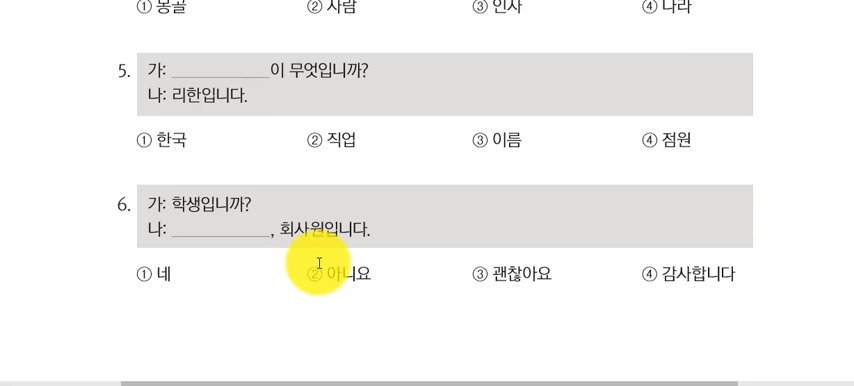 ① 몽골 ② 사람 ③ 인사 ④ 나라
5. 가: ___________이 무엇입니까?
나: 리한입니다.
① 한국 ② 직업 ③ 이름 ④ 점원
6. 가: 학생입니까?
나: ___________, 회사원입니다.
① 네 ② 아니요 ③ 괜찮아요 ④ 감사합니다